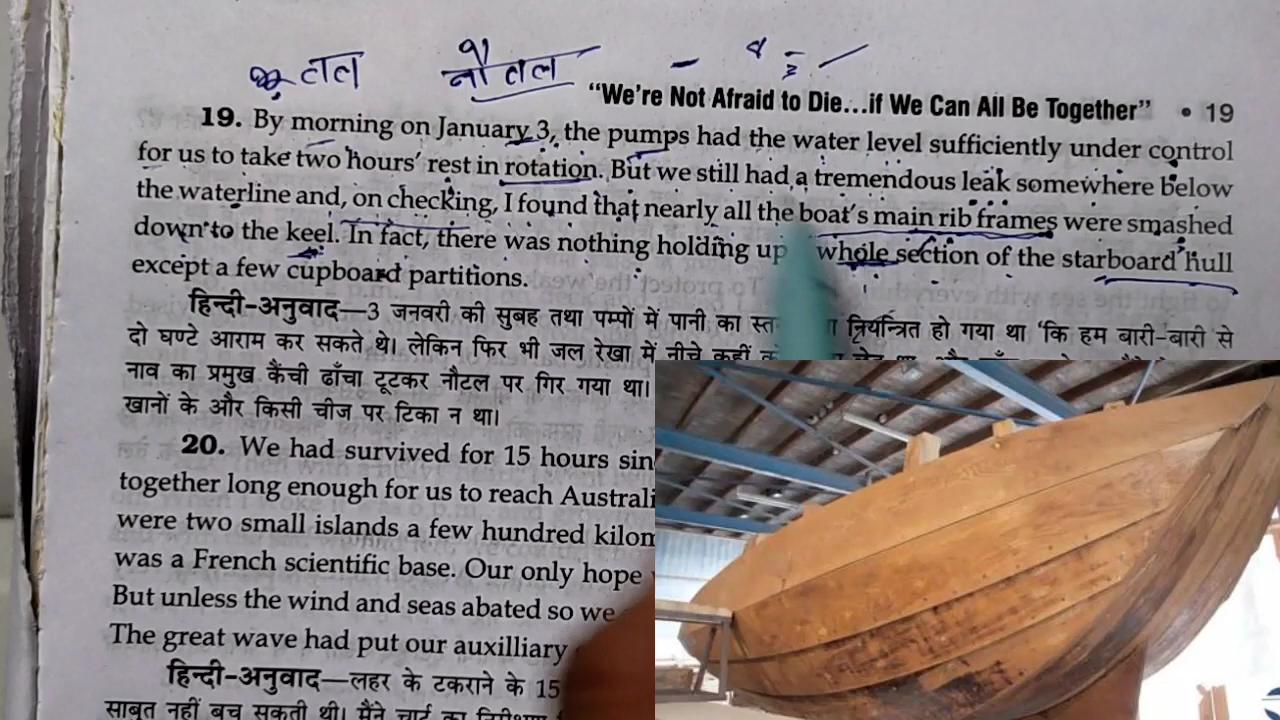 तल नौतल
"We're Not Afraid to Die...if We Can All Be Together" • 19
19. By morning on January 3, the pumps had the water level sufficiently under control
for us to take two hours' rest in rotation. But we still had a tremendous leak somewhere below
the waterline and, on checking, I found that nearly all the boat's main rib frames were smashed
down to the keel. In fact, there was nothing holding up whole section of the starboard hull
except a few cupboard partitions.
हिन्दी-अनुवाद—3 जनवरी की सुबह तथा पम्पों में पानी का नियन्त्रित हो गया था 'कि हम बारी-बारी से
दो घण्टे आराम कर सकते थे। लेकिन फिर भी जल रेखा में नीचे कहीं
नाव का प्रमुख कैंची ढाँचा टूटकर नौटल पर गिर गया था।
खानों के और किसी चीज पर टिका न था।
20. We had survived for 15 hours
together long enough for us to reach
were two small islands a few hundred
was a French scientific base. Our only hope
But unless the wind and seas abated so we
The great wave had put our auxilliary
हिन्दी-अनुवाद—लहर के टकराने के 15
साबुत नहीं बच सकती थी। मैंने चार्ट का